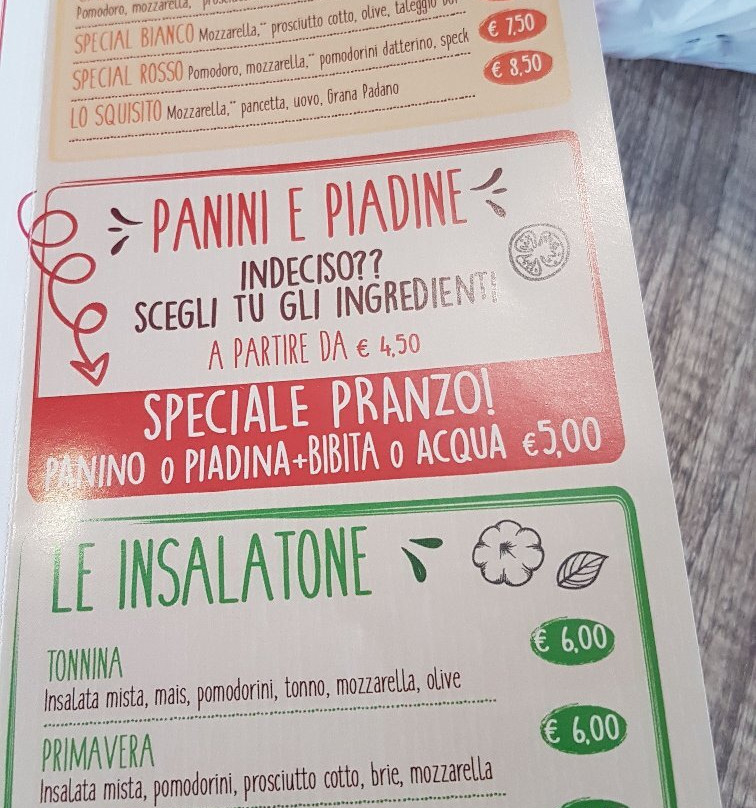 Pomodoro, mozzarella,
SPECIAL BIANCO Mozzarella,** prosciutto cotto, olive, taleggio
€ 7,50
SPECIAL ROSSO Pomodoro, mozzarella,** pomodorini datterino, speck
€ 8,50
LO SQUISITO Mozzarella,** pancetta, uovo, Grana Padano
PANINI E PIADINE
INDECISO??
SCEGLI TU GLI INGREDIENTI
A PARTIRE DA € 4,50
SPECIALE PRANZO!
PANINO O PIADINA+BIBITA O ACQUA €5,00
LE INSALATONE
TONNINA
€ 6,00
Insalata mista, mais, pomodorini, tonno, mozzarella, olive
PRIMAVERA
€ 6,00
Insalata mista, pomodorini, prosciutto cotto, brie, mozzarella